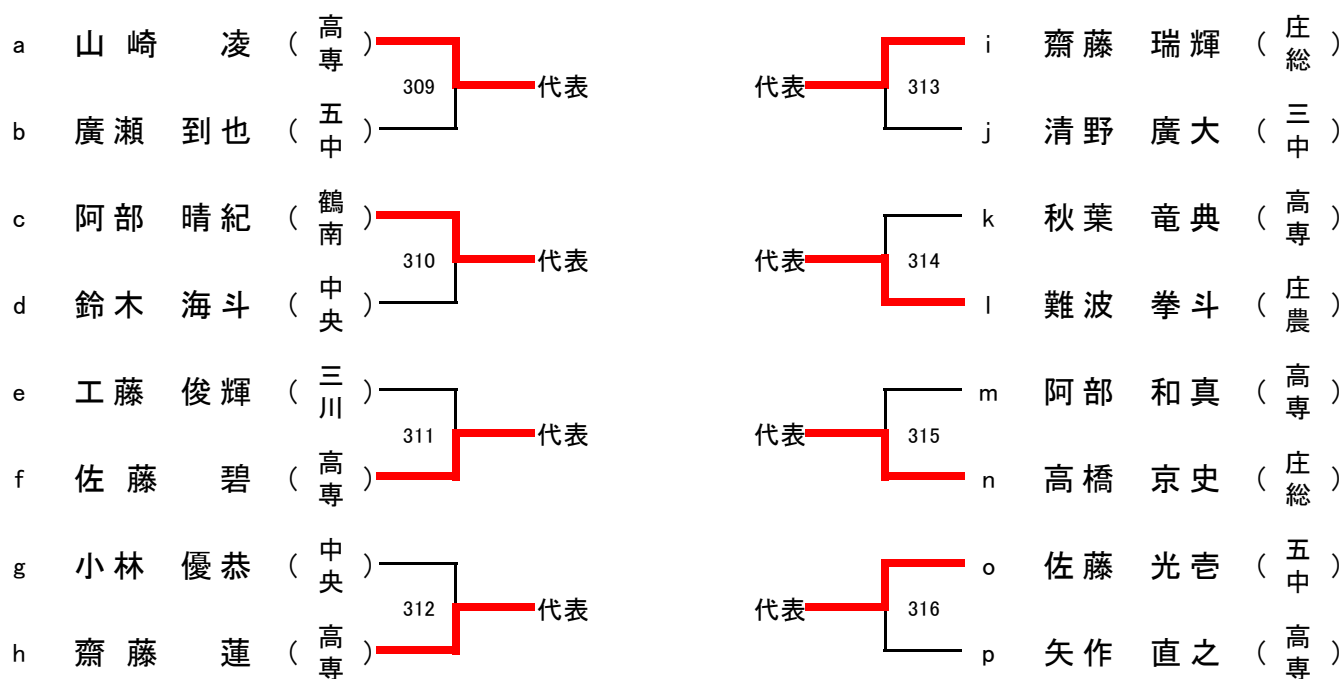 a 山崎 凌 (高専)
309 代表
b 廣瀬 到也 (五中)
c 阿部 晴紀 (鶴南)
310 代表
d 鈴木 海斗 (中央)
e 工藤 俊輝 (三川)
311 代表
f 佐藤 碧 (高専)
g 小林 優恭 (中央)
312 代表
h 齋藤 蓮 (高専)
i 齋藤 瑞輝 (庄総)
代表 313
j 清野 廣大 (三中)
k 秋葉 竜典 (高専)
代表 314
l 難波 拳斗 (庄農)
m 阿部 和真 (高専)
代表 315
n 高橋 京史 (庄総)
o 佐藤 光壱 (五中)
代表 316
p 矢作 直之 (高専)